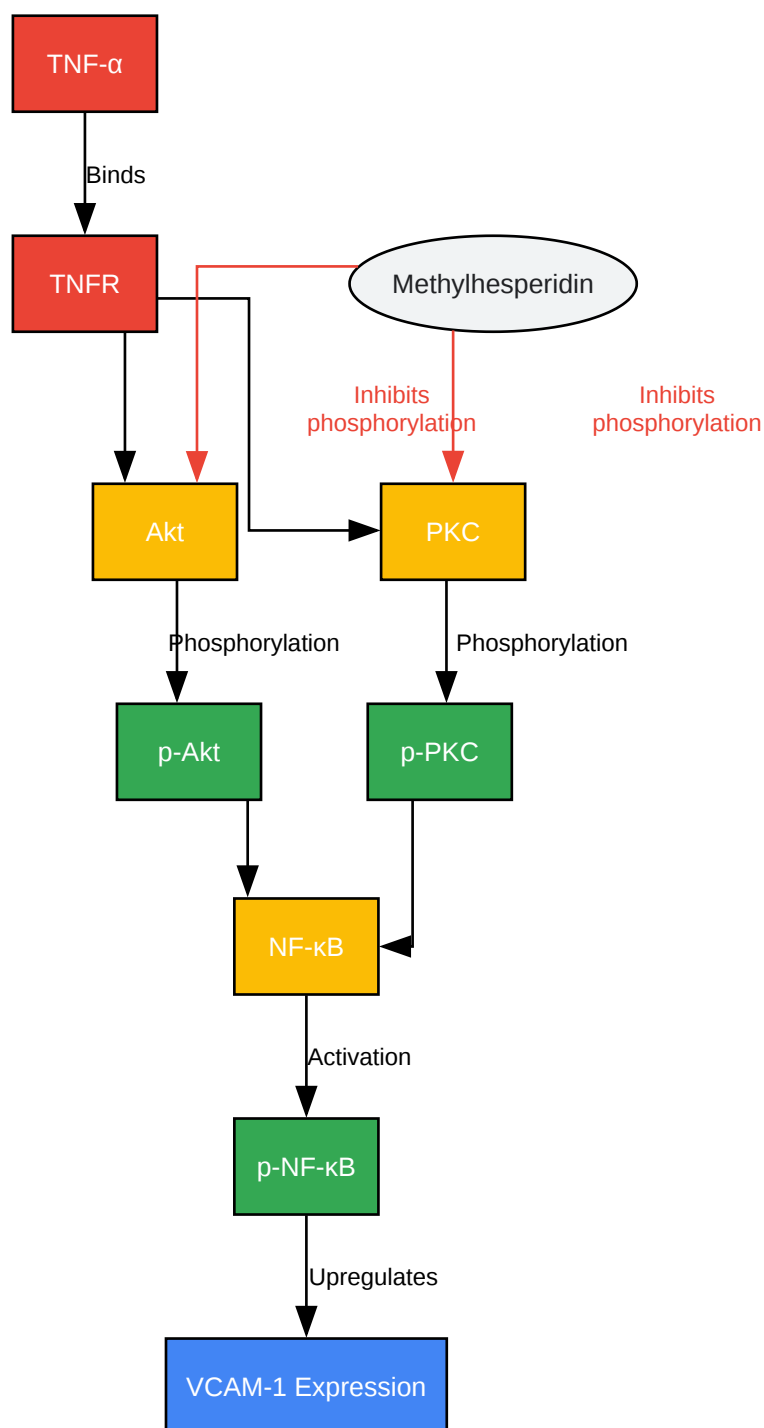 TNF-α
Binds
TNFR
Methylhesperidin
Inhibits
phosphorylation
Inhibits
phosphorylation
Akt
PKC
Phosphorylation
Phosphorylation
p-Akt
p-PKC
NF-κB
Activation
p-NF-κB
Upregulates
VCAM-1 Expression